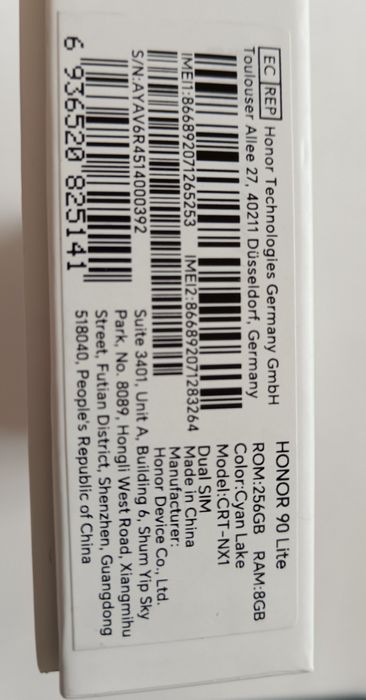 HONOR 90 Lite
ROM:256GB RAM:8GB
Color:Cyan Lake
Model:CRT-NX1
Dual SIM
Made in China
Manufacturer:
Honor Device Co., Ltd.
Suite 3401, Unit A, Building 6, Shum Yip Sky
Park, No. 8089, Hongli West Road, Xiangmihu
Street, Futian District, Shenzhen, Guangdong
518040, People's Republic of China
EC REP Honor Technologies Germany GmbH
Toulouser Allee 27, 40211 Düsseldorf, Germany
IMEI1:866892071265253 IMEI2:866892071283264
S/N:AYAV6R4514000392
6 936520 825141